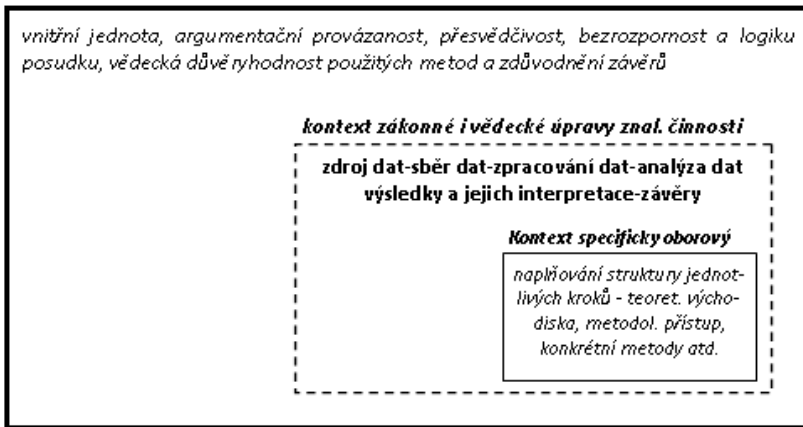 vnitřní jednota, argumentační provázanost, přesvědčivost, bezrozpornost a logiku
posudku, vědecká důvěryhodnost použitých metod a zdůvodnění závěrů
kontext zákonné i vědecké úpravy znal. činnosti
zdroj dat-sběr dat-zpracování dat-analýza dat
výsledky a jejich interpretace-závěry
Kontext specificky oborový
naplňování struktury jednot-
livých kroků - teoret. výcho-
diska, metodol. přístup,
konkrétní metody atd.